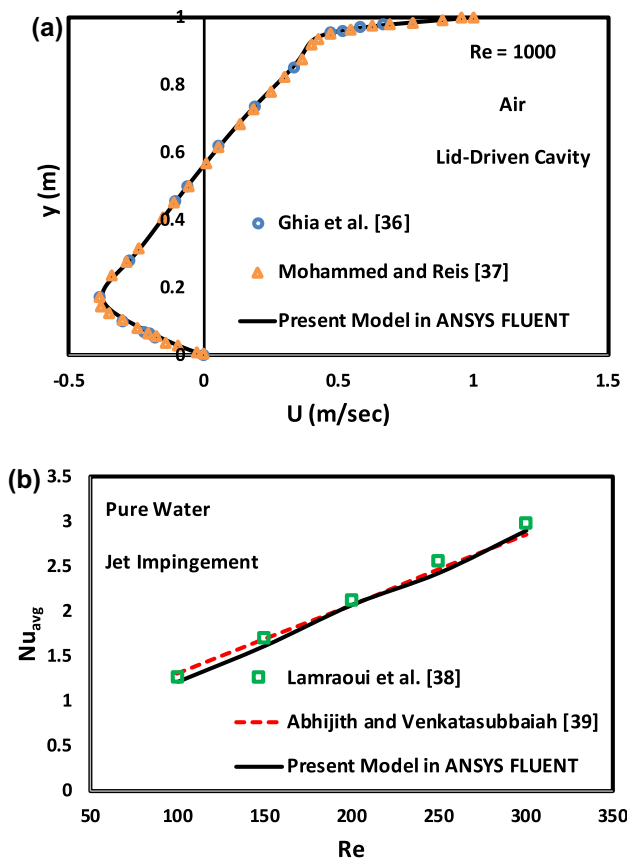 (a)
1
0.8
0.6
0.4
0.2
0
y (m)
Re = 1000
Air
Lid-Driven Cavity
Ghia et al. [36]
Mohammed and Reis [37]
Present Model in ANSYS FLUENT
-0.5 0 0.5 1 1.5
U (m/sec)
(b)
3.5
3
2.5
2
1.5
1
0.5
0
Nuavg
Pure Water
Jet Impingement
Lamraoui et al. [38]
Abhijith and Venkatasubbaiah [39]
Present Model in ANSYS FLUENT
50 100 150 200 250 300 350
Re